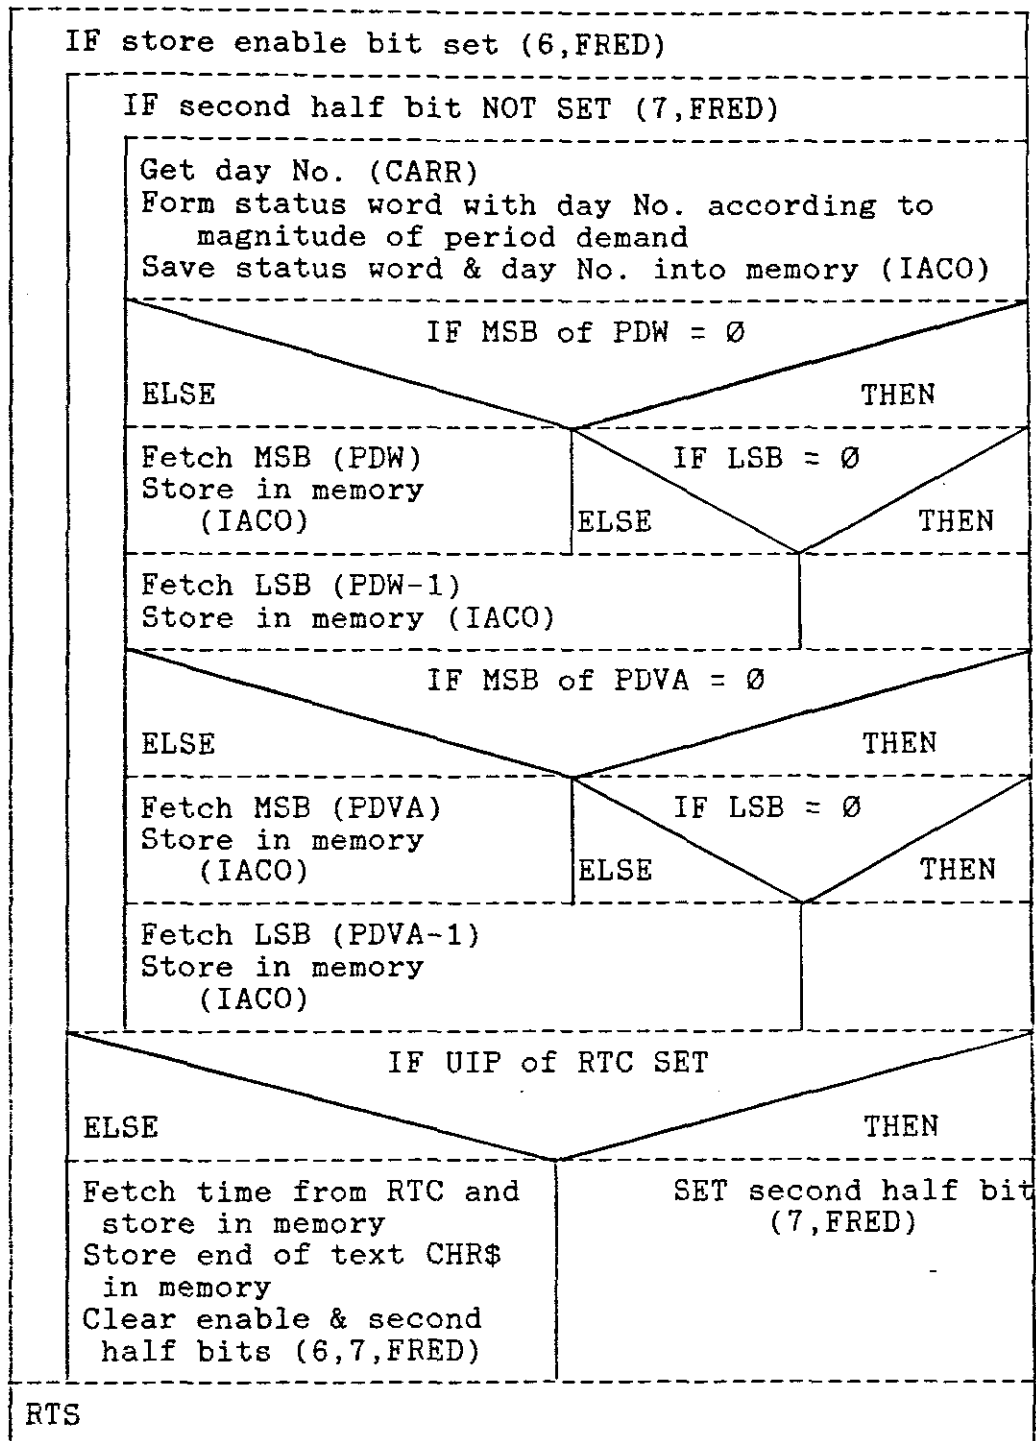 IF store enable bit set (6,FRED)
IF second half bit NOT SET (7,FRED)
Get day No. (CARR)
Form status word with day No. according to
magnitude of period demand
Save status word & day No. into memory (IACO)
IF MSB of PDW = Ø
ELSE THEN
Fetch MSB (PDW) IF LSB = Ø
Store in memory
(IACO) ELSE THEN
Fetch LSB (PDW-1)
Store in memory (IACO)
IF MSB of PDVA = Ø
ELSE THEN
Fetch MSB (PDVA) IF LSB = Ø
Store in memory
(IACO) ELSE THEN
Fetch LSB (PDVA-1)
Store in memory
(IACO)
IF UIP of RTC SET
ELSE THEN
Fetch time from RTC and SET second half bit
store in memory (7,FRED)
Store end of text CHR$
in memory
Clear enable & second
half bits (6,7,FRED)
RTS